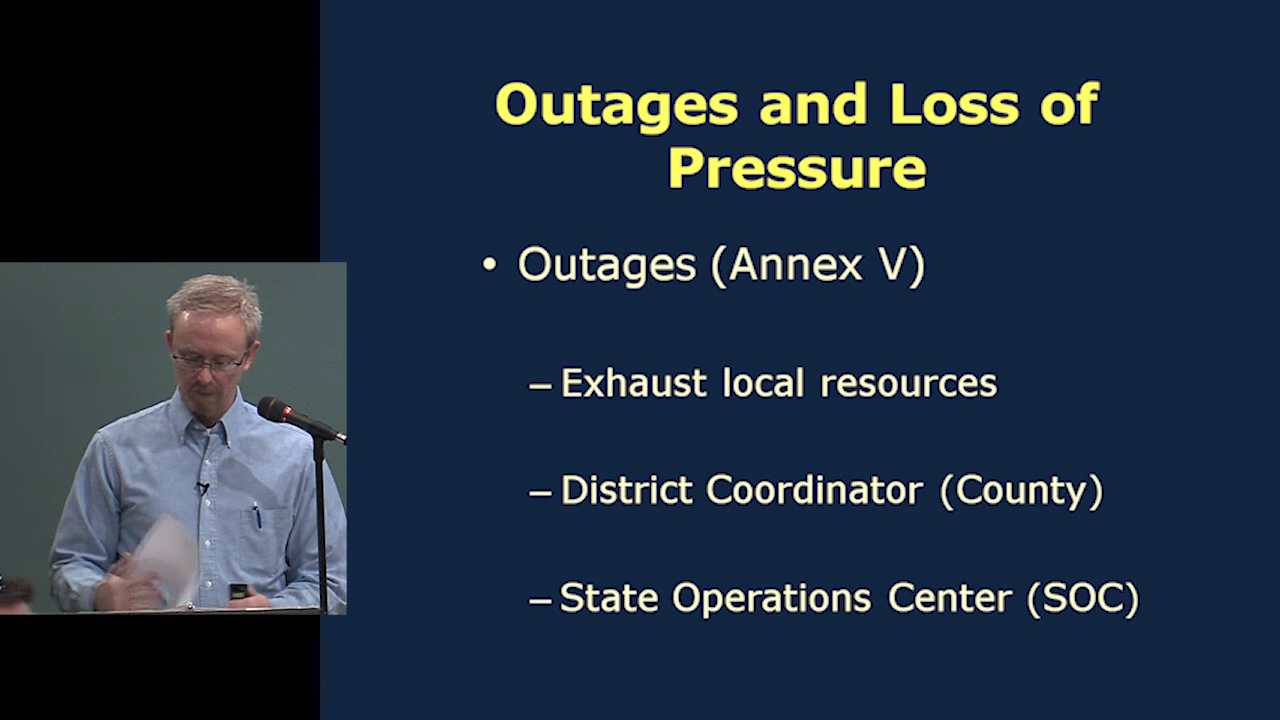 Outages and Loss of
Pressure
• Outages (Annex V)
– Exhaust local resources
– District Coordinator (County)
– State Operations Center (SOC)